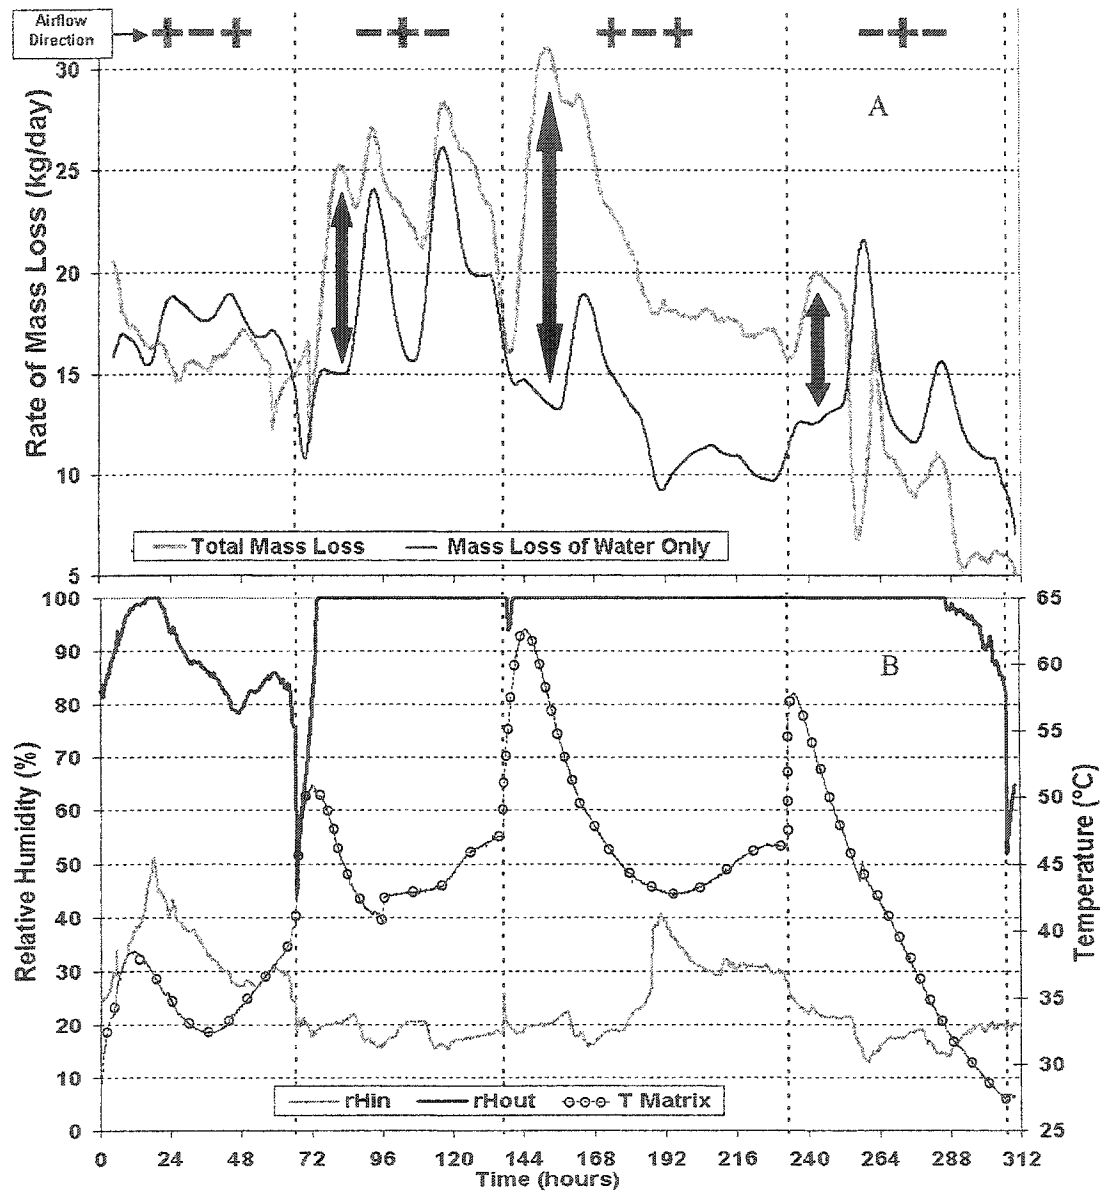 Airflow
Direction
+ − +
− + −
+ − +
− + −
A
Rate of Mass Loss (kg/day)
30
25
20
15
10
5
Total Mass Loss
Mass Loss of Water Only
B
Relative Humidity (%)
100
90
80
70
60
50
40
30
20
10
0
65
60
55
50
45
40
35
30
25
Temperature (°C)
rHin
rHout
T Matrix
0 24 48 72 96 120 144 168 192 216 240 264 288 312
Time (hours)